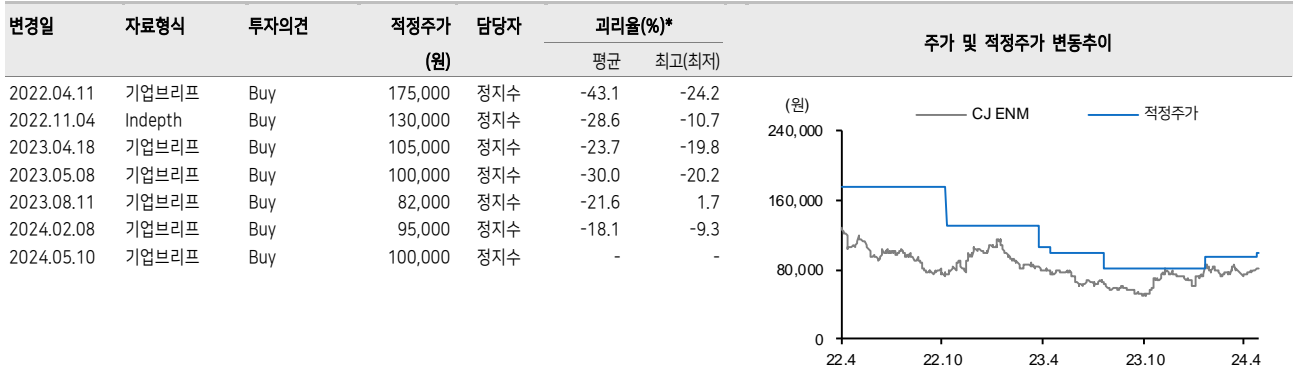 변경일 자료형식 투자의견 적정주가 담당자 괴리율(%)* 주가 및 적정주가 변동추이
(원) 평균 최고(최저)
2022.04.11 기업브리프 Buy 175,000 정지수 -43.1 -24.2
2022.11.04 Indepth Buy 130,000 정지수 -28.6 -10.7
2023.04.18 기업브리프 Buy 105,000 정지수 -23.7 -19.8
2023.05.08 기업브리프 Buy 100,000 정지수 -30.0 -20.2
2023.08.11 기업브리프 Buy 82,000 정지수 -21.6 1.7
2024.02.08 기업브리프 Buy 95,000 정지수 -18.1 -9.3
2024.05.10 기업브리프 Buy 100,000 정지수 - -
(원)
CJ ENM 적정주가
240,000
160,000
80,000
0
22.4 22.10 23.4 23.10 24.4